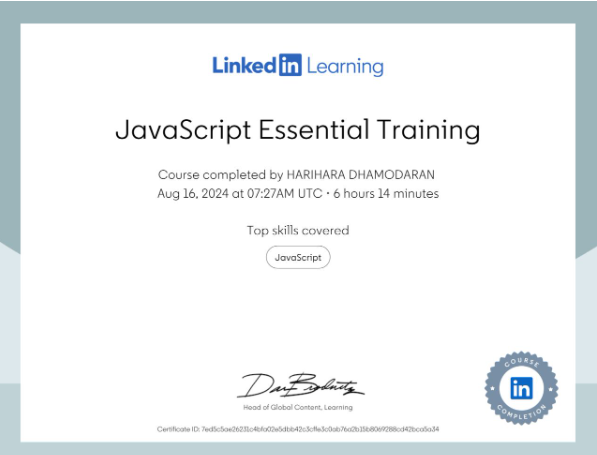 Linked in Learning
JavaScript Essential Training
Course completed by HARIHARA DHAMODARAN
Aug 16, 2024 at 07:27AM UTC • 6 hours 14 minutes
Top skills covered
JavaScript
Head of Global Content, Learning
COURSE
in
COMPLETION
Certificate ID: